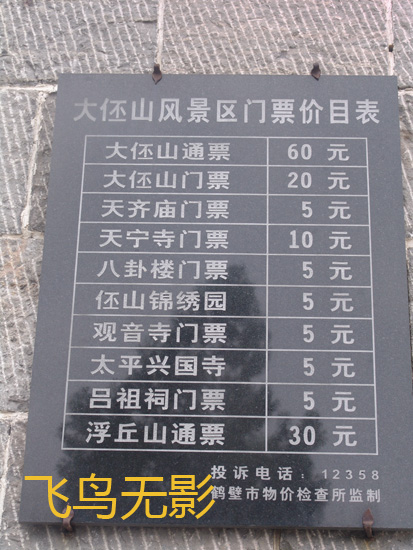 大伾山风景区门票价目表
大伾山通票 60 元
大伾山门票 20 元
天齐庙门票 5 元
天宁寺门票 10 元
八卦楼门票 5 元
伾山锦绣园 5 元
观音寺门票 5 元
太平兴国寺 5 元
吕祖祠门票 5 元
浮丘山通票 30 元
投诉电话：12358
鹤壁市物价检查所监制
飞鸟无影